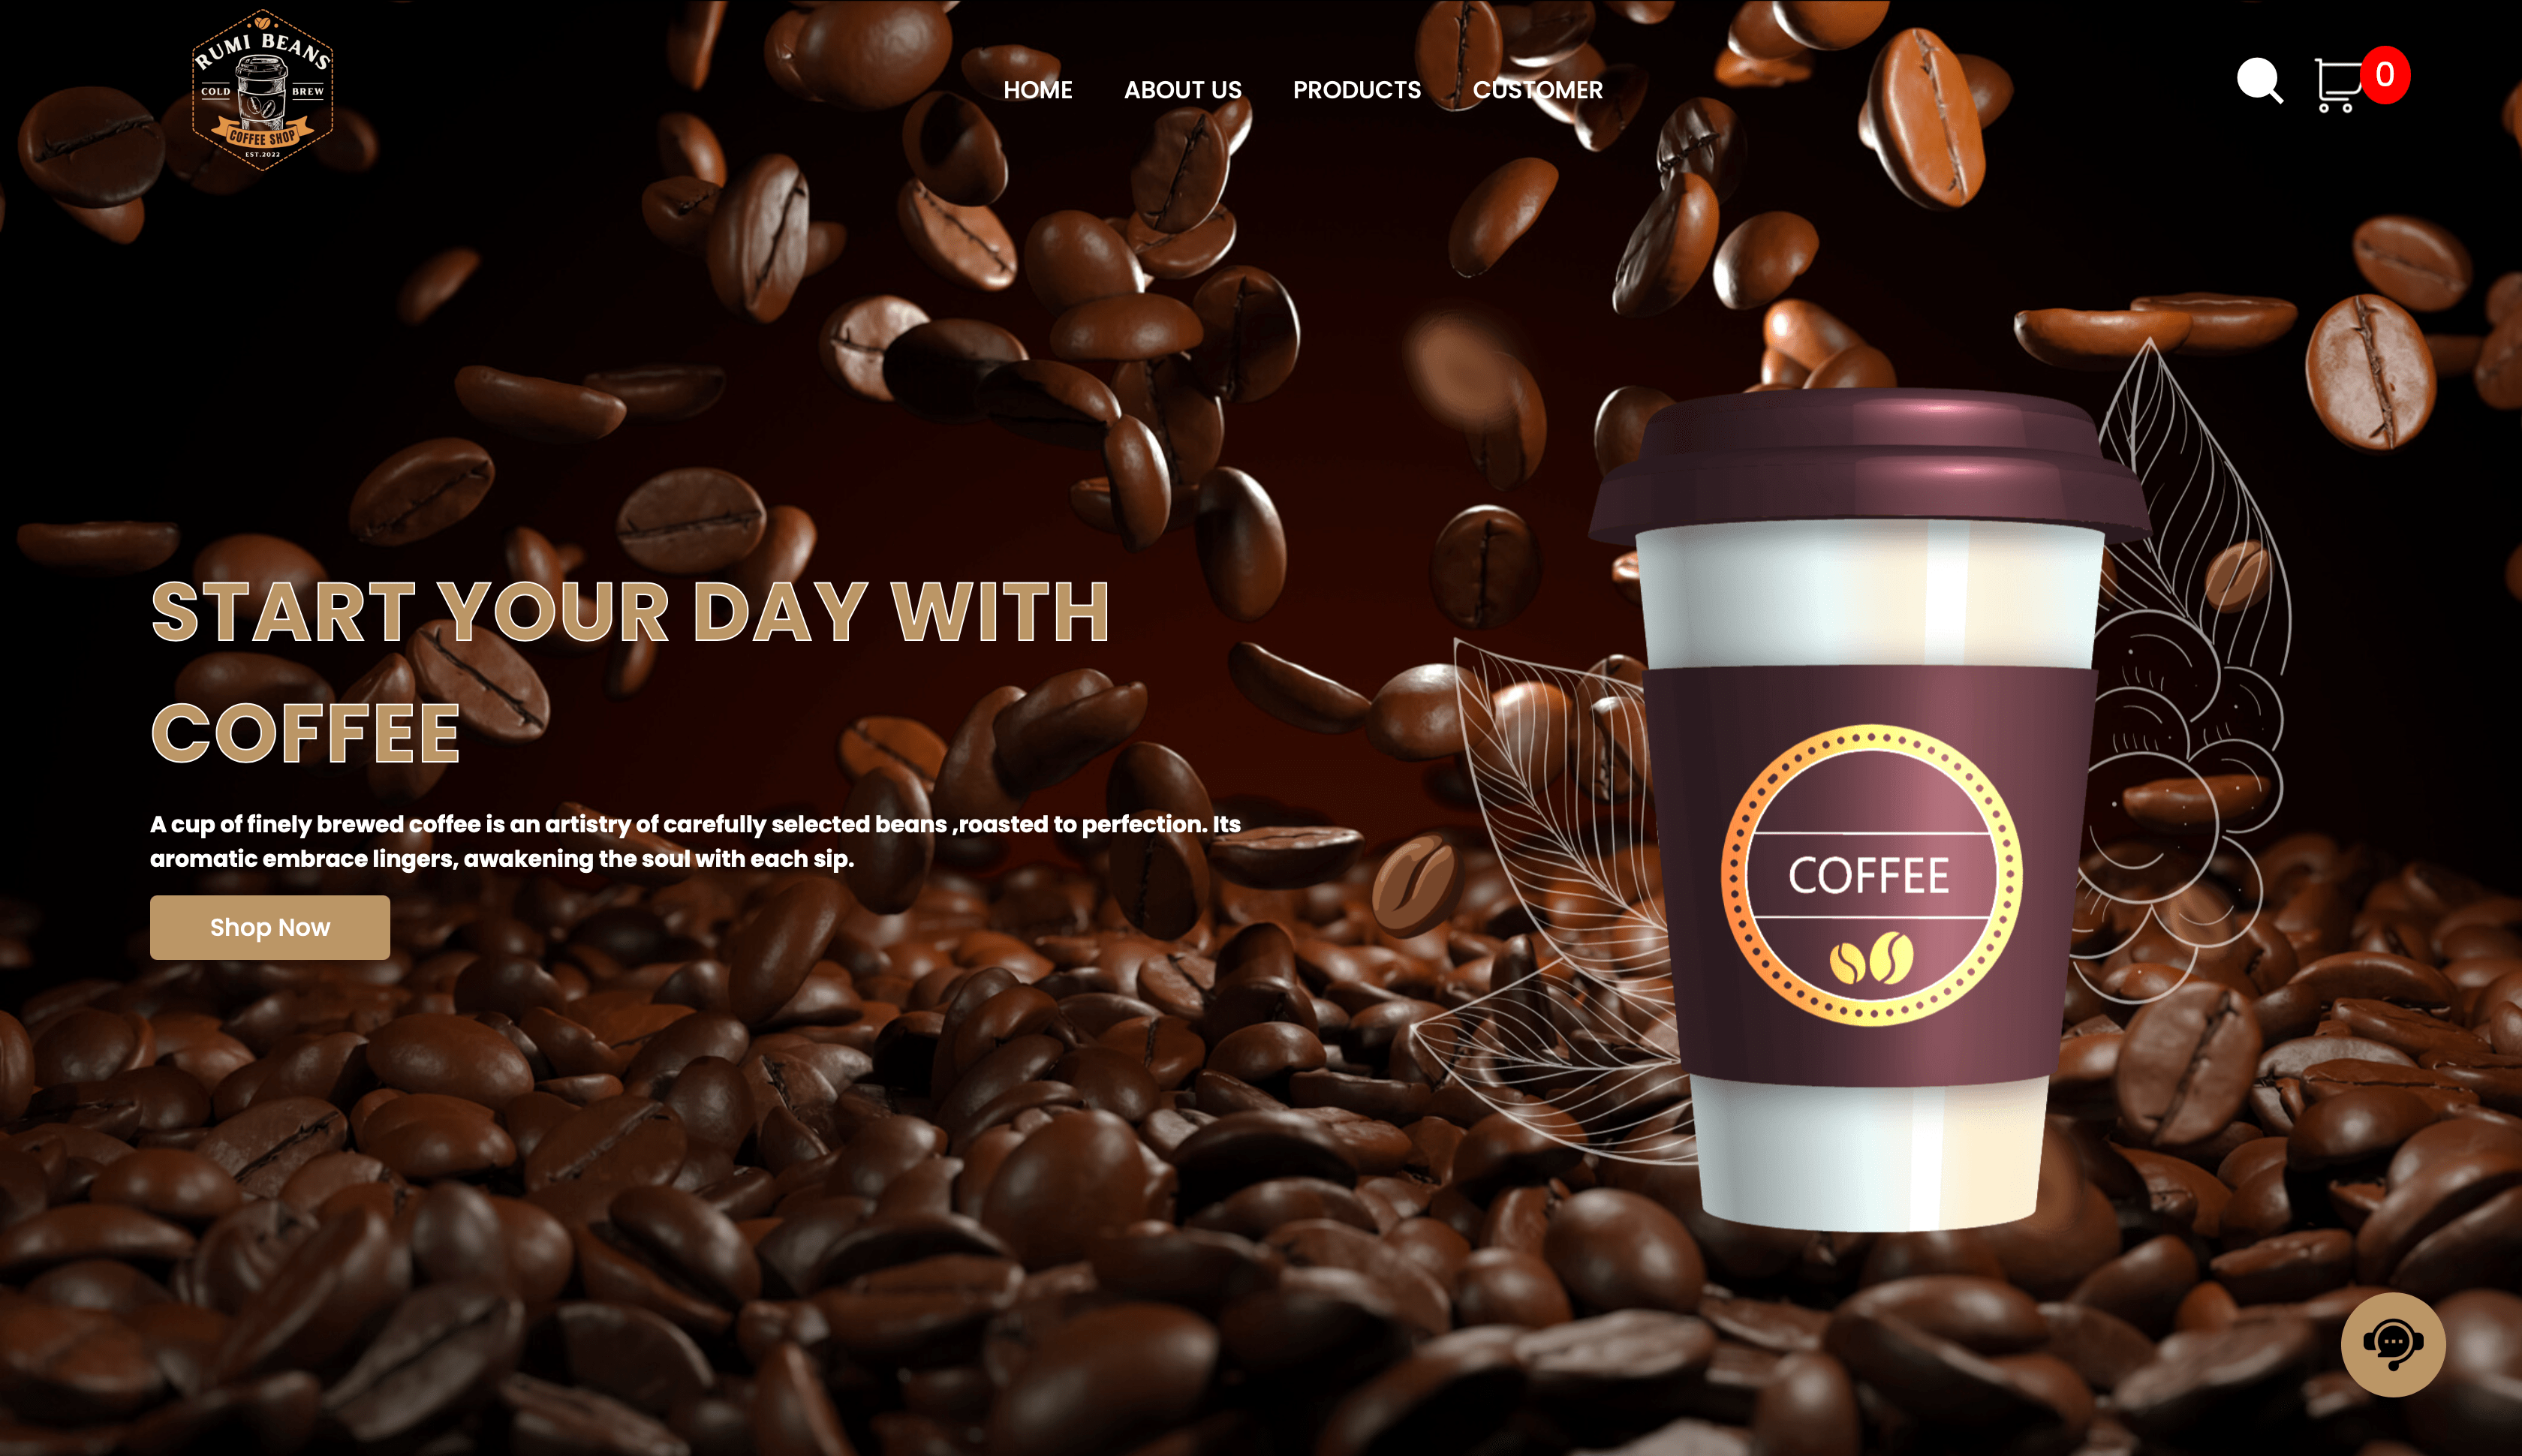 RUMI BEANS
COLD BREW
COFFEE SHOP
EST.2022
HOME ABOUT US PRODUCTS CUSTOMER
0
START YOUR DAY WITH
COFFEE
A cup of finely brewed coffee is an artistry of carefully selected beans ,roasted to perfection. Its
aromatic embrace lingers, awakening the soul with each sip.
Shop Now
COFFEE